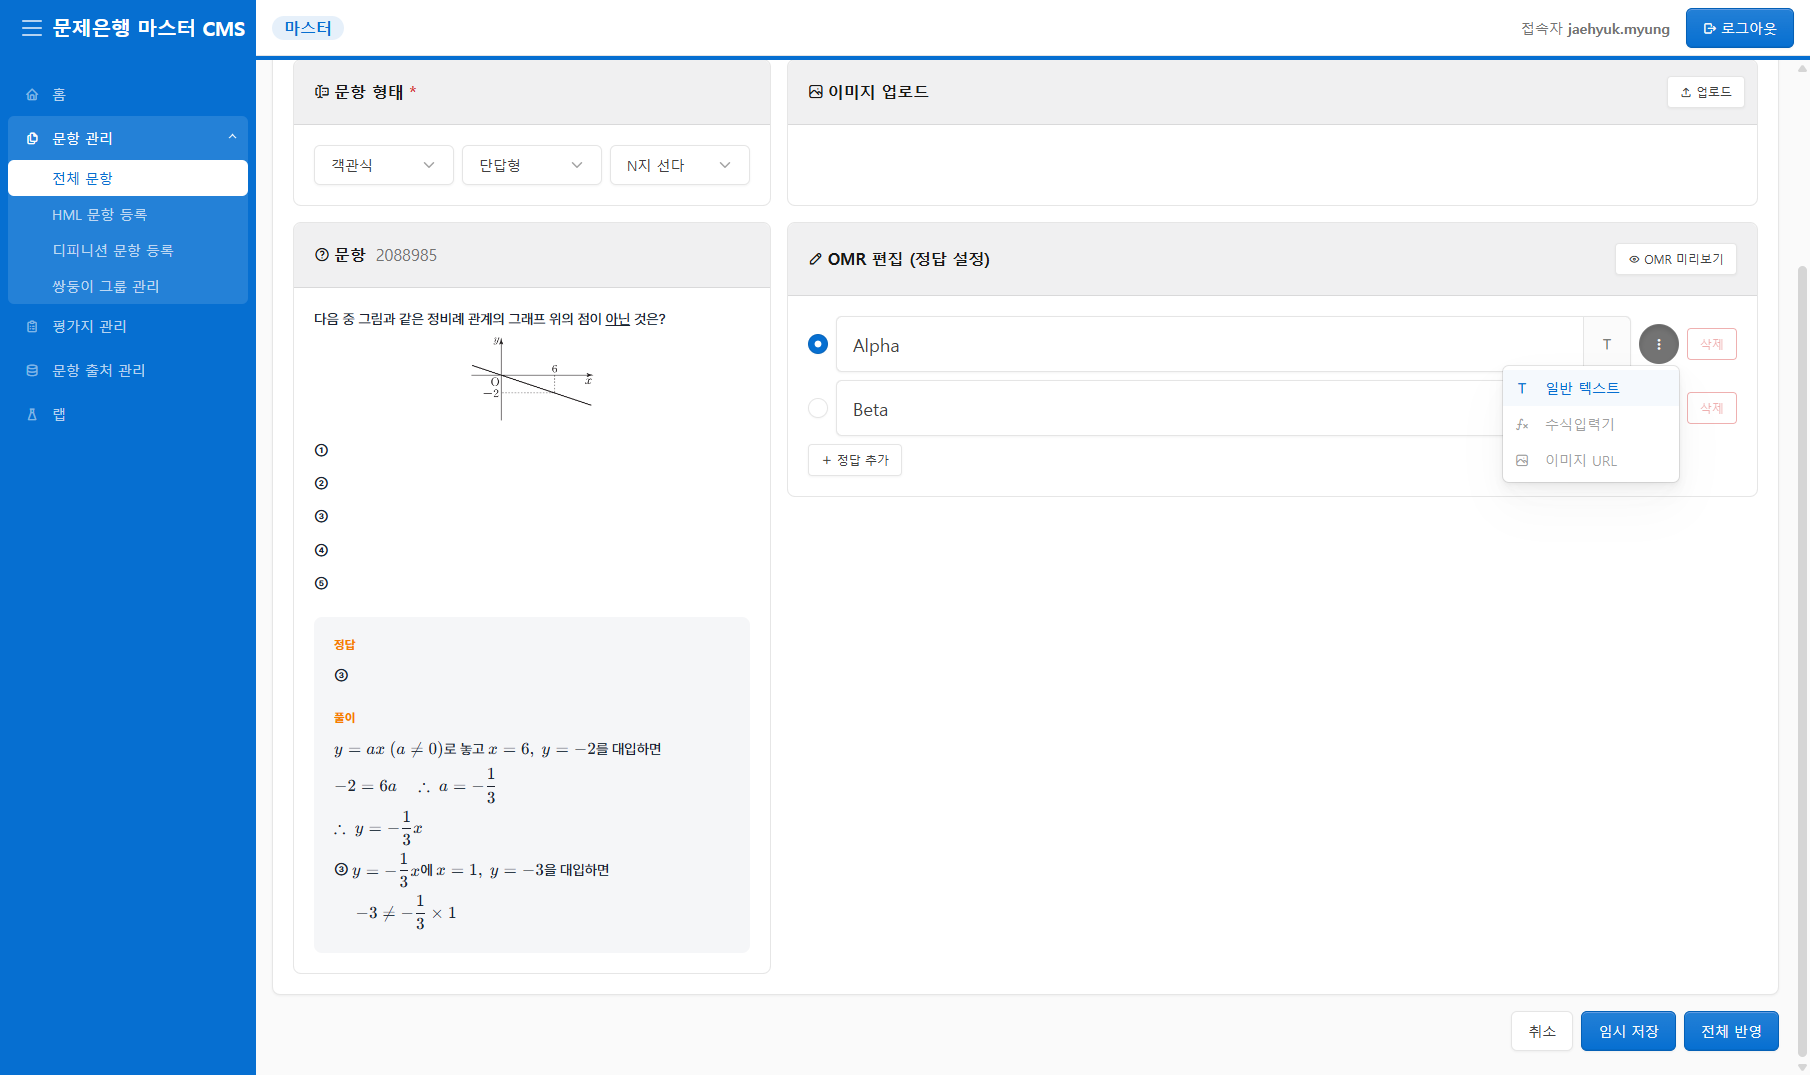 문제은행 마스터 CMS
홈
문항 관리
전체 문항
HML 문항 등록
디피니션 문항 등록
쌍둥이 그룹 관리
평가지 관리
문항 출처 관리
랩
마스터
접속자 jaehyuk.myung
로그아웃
문항 형태 *
객관식
단답형
N지 선다
이미지 업로드
업로드
문항 2088985
다음 중 그림과 같은 정비례 관계의 그래프 위의 점이 아닌 것은?
y
6
O
x
−2
①
②
③
④
⑤
정답
③
풀이
y = ax (a ≠ 0)로 놓고 x = 6, y = −2를 대입하면
−2 = 6a ∴ a = −1/3
∴ y = −1/3x
③ y = −1/3x에 x = 1, y = −3을 대입하면
−3 ≠ −1/3 × 1
OMR 편집 (정답 설정)
OMR 미리보기
Alpha
T
삭제
Beta
삭제
T 일반 텍스트
fx 수식입력기
이미지 URL
+ 정답 추가
취소
임시 저장
전체 반영